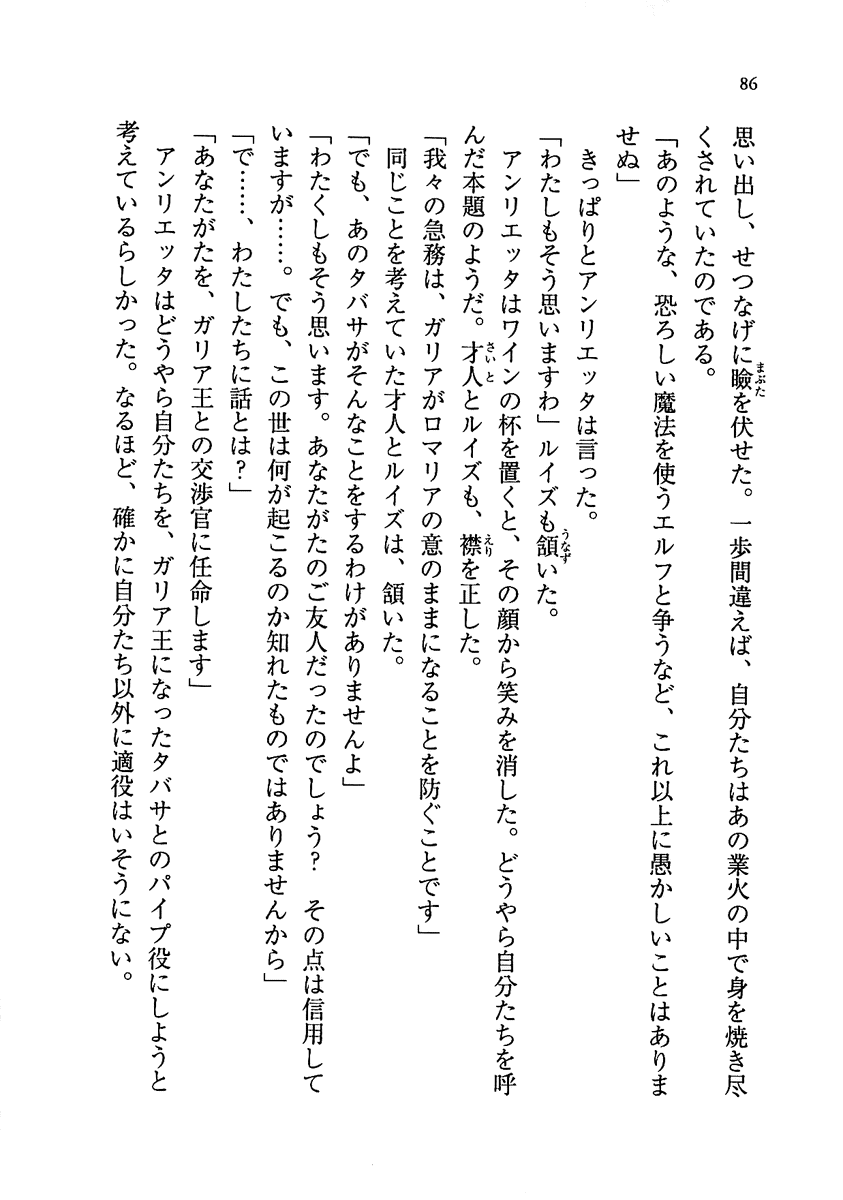 86
思い出し、せつなげに瞼を伏せた。一歩間違えば、自分たちはあの業火の中で身を焼き尽
くされていたのである。
「あのような、恐ろしい魔法を使うエルフと争うなど、これ以上に愚かしいことはありま
せぬ」
きっぱりとアンリエッタは言った。
「わたしもそう思いますわ」ルイズも頷いた。
アンリエッタはワインの杯を置くと、その顔から笑みを消した。どうやら自分たちを呼
んだ本題のようだ。才人とルイズも、襟を正した。
「我々の急務は、ガリアがロマリアの意のままになることを防ぐことです」
同じことを考えていた才人とルイズは、頷いた。
「でも、あのタバサがそんなことをするわけがありませんよ」
「わたくしもそう思います。あなたがたのご友人だったのでしょう？　その点は信用して
いますが……。でも、この世は何が起こるのか知れたものではありませんから」
「で……、わたしたちに話とは？」
「あなたがたを、ガリア王との交渉官に任命します」
アンリエッタはどうやら自分たちを、ガリア王になったタバサとのパイプ役にしようと
考えているらしかった。なるほど、確かに自分たち以外に適役はいそうにない。